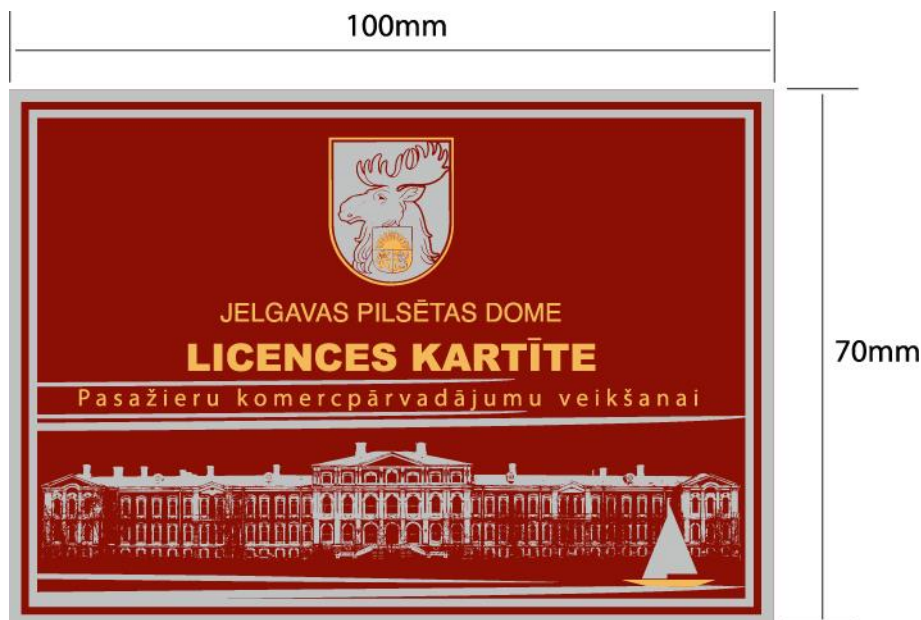 100mm
JELGAVAS PILSĒTAS DOME
LICENCES KARTĪTE
70mm
Pasažieru komercpārvadājumu veikšanai